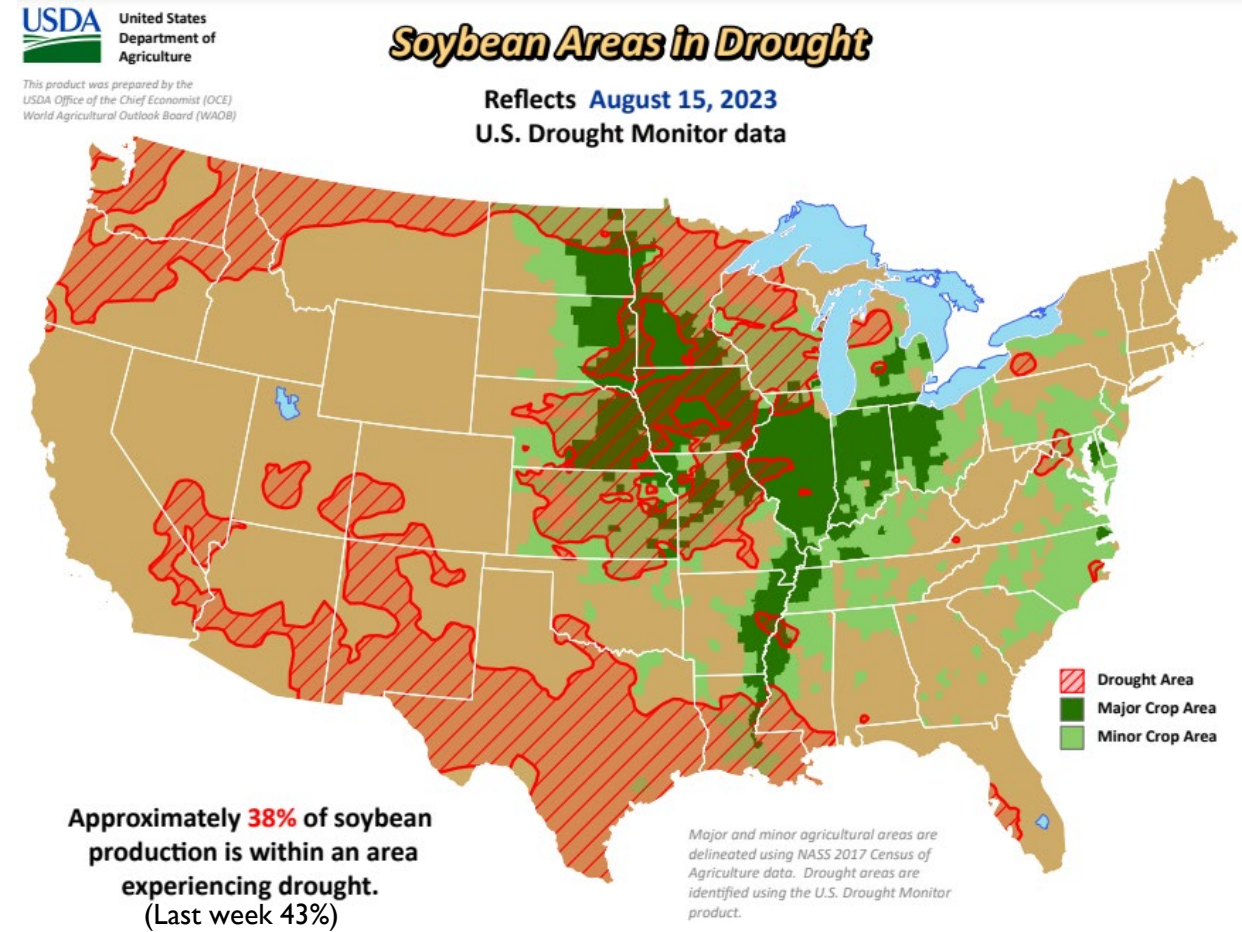 USDA
United States
Department of
Agriculture
This product was prepared by the
USDA Office of the Chief Economist (OCE)
World Agricultural Outlook Board (WAOB)
Soybean Areas in Drought
Reflects August 15, 2023
U.S. Drought Monitor data
Drought Area
Major Crop Area
Minor Crop Area
Approximately 38% of soybean
production is within an area
experiencing drought.
(Last week 43%)
Major and minor agricultural areas are
delineated using NASS 2017 Census of
Agriculture data. Drought areas are
identified using the U.S. Drought Monitor
product.